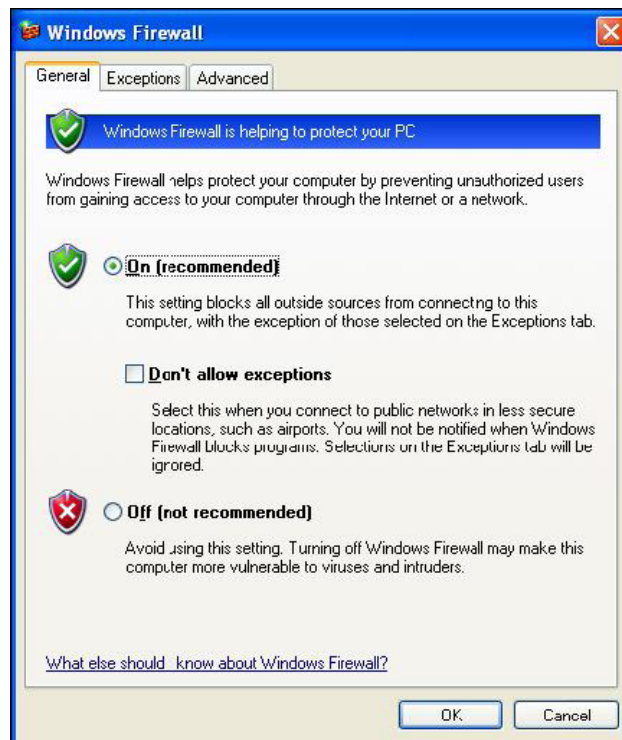 Windows Firewall
General Exceptions Advanced
Windows Firewall is helping to protect your PC
Windows Firewall helps protect your computer by preventing unauthorized users
from gaining access to your computer through the Internet or a network.
On (recommended)
This setting blocks all outside sources from connecting to this
computer, with the exception of those selected on the Exceptions tab.
Don't allow exceptions
Select this when you connect to public networks in less secure
locations, such as airports. You will not be notified when Windows
Firewall blocks programs. Selections on the Exceptions tab will be
ignored.
Off (not recommended)
Avoid using this setting. Turning off Windows Firewall may make this
computer more vulnerable to viruses and intruders.
What else should know about Windows Firewall?
OK Cancel